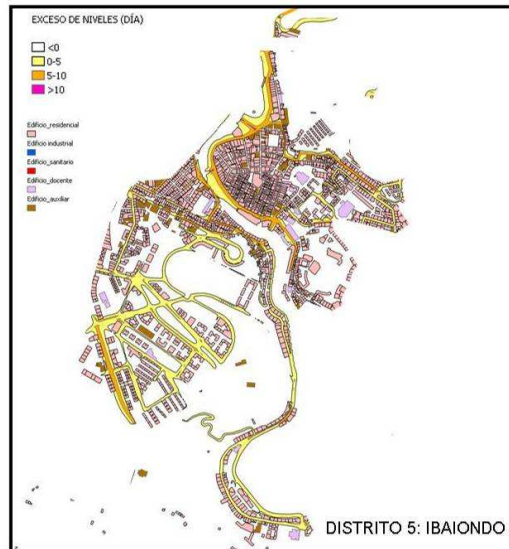 EXCESO DE NIVELES (DÍA)
<0
0-5
5-10
>10
Edificio_residencial
Edificio industrial
Edificio_sanitario
Edificio_docente
Edificio_auxiliar
DISTRITO 5: IBAIONDO